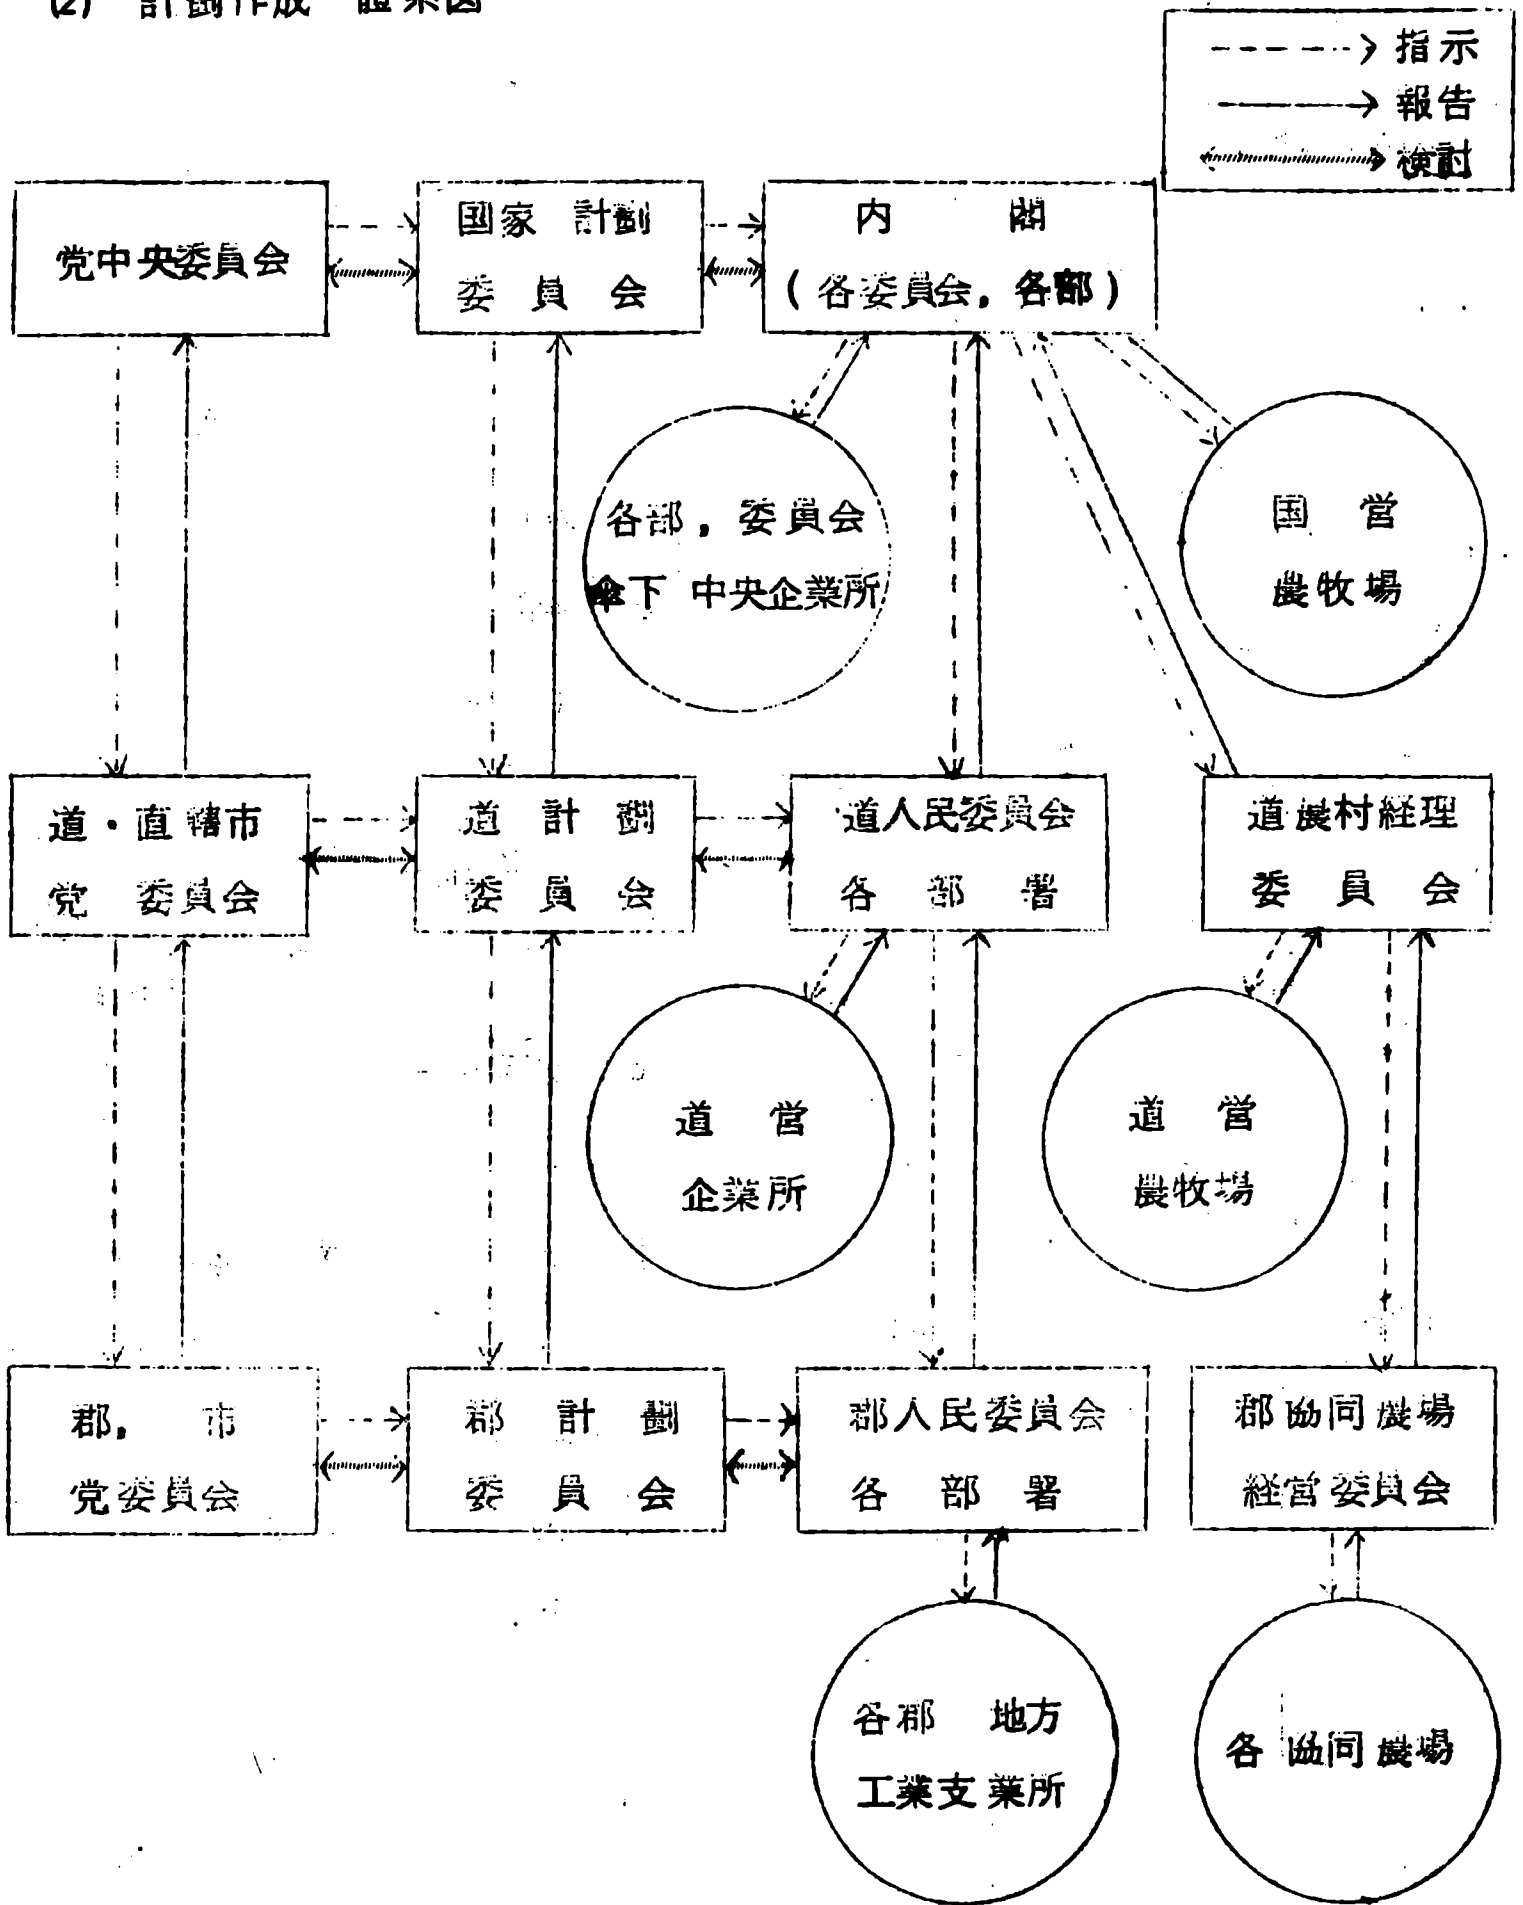 (2) 計劃作成 體系図
指示
報告
検討
党中央委員会
国家 計劃
委員会
内閣
(各委員会, 各部)
各部, 委員会
傘下 中央企業所
国営
農牧場
道・直轄市
党 委員会
道計劃
委員会
道人民委員会
各部署
道農村経理
委員会
道営
企業所
道営
農牧場
郡, 市
党委員会
郡計劃
委員会
郡人民委員会
各部署
郡協同農場
経営委員会
各郡 地方
工業支業所
各協同農場